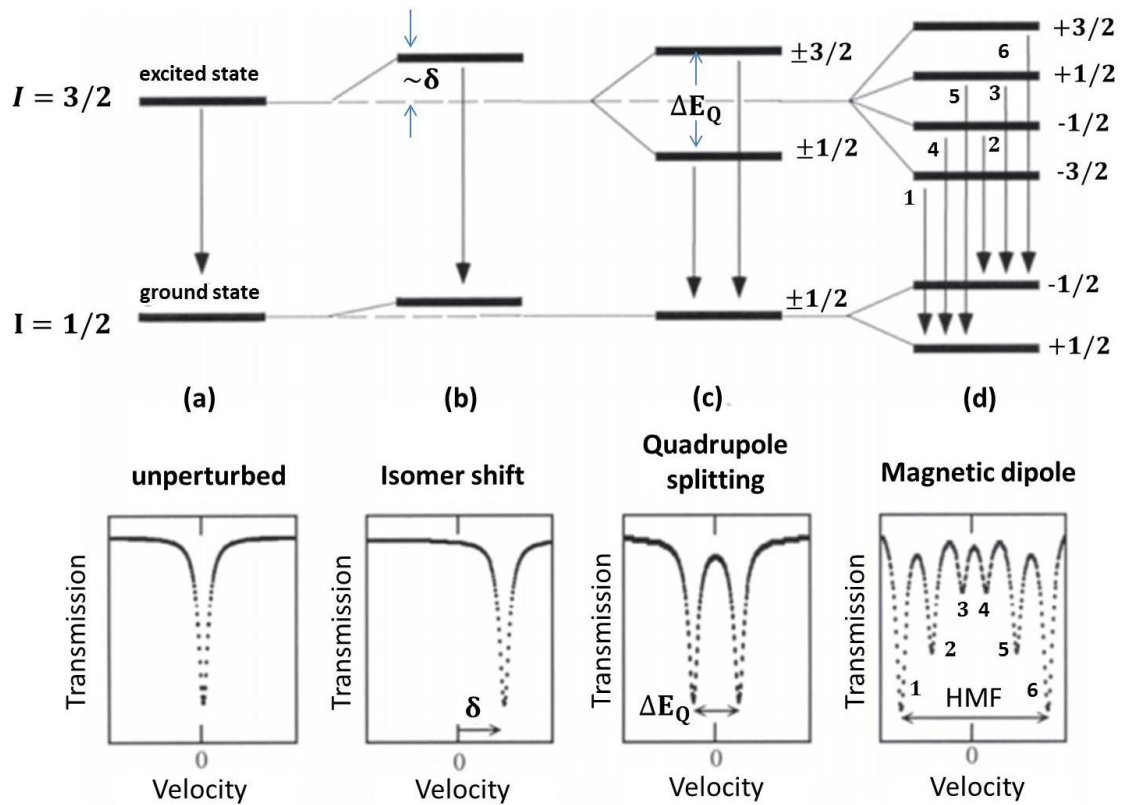 excited state
I = 3/2
~δ
ΔE_Q
±3/2
±1/2
+3/2
+1/2
-1/2
-3/2
6
5
3
4
2
1
ground state
I = 1/2
±1/2
-1/2
+1/2
(a)
(b)
(c)
(d)
unperturbed
Isomer shift
Quadrupole
splitting
Magnetic dipole
Transmission
0
Velocity
Transmission
δ
0
Velocity
Transmission
ΔE_Q
0
Velocity
Transmission
3 4
2 5
1 6
HMF
0
Velocity